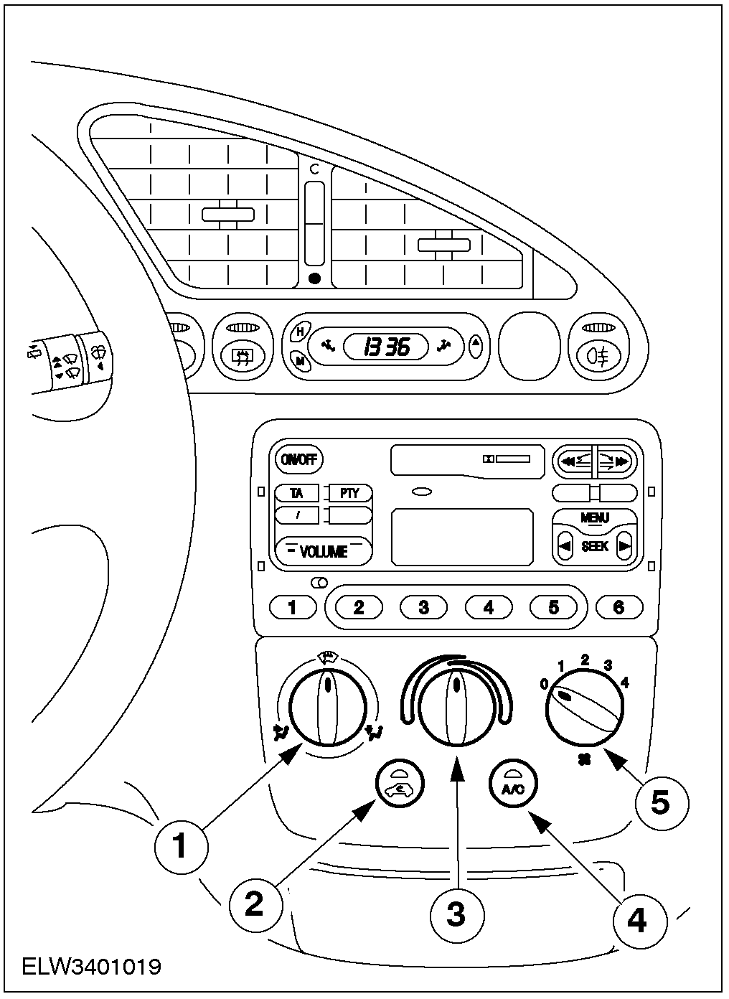 C
H
13 36
M
ON/OFF
TA PTY
/
MENU
SEEK
- VOLUME
1 2 3 4 5 6
0 1 2 3 4
A/C
1
2
3
4
5
ELW3401019